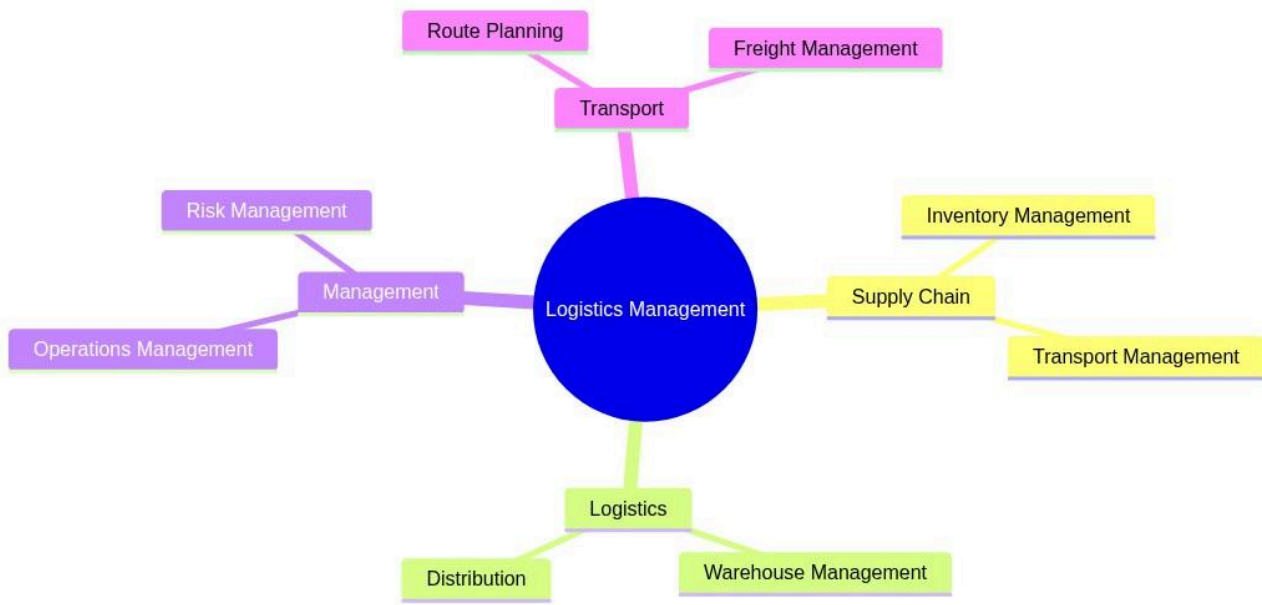 Route Planning
Freight Management
Transport
Risk Management
Inventory Management
Management
Supply Chain
Logistics Management
Operations Management
Transport Management
Logistics
Distribution
Warehouse Management